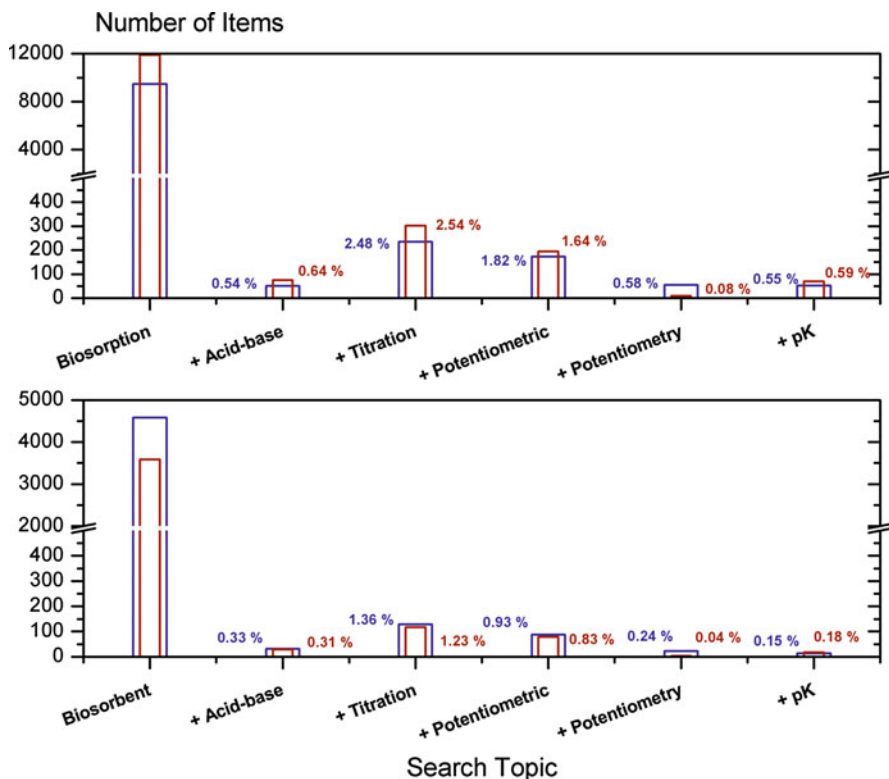 Number of Items
12000
8000
4000
400
300
200
100
0
0.54 %
0.64 %
2.48 %
2.54 %
1.82 %
1.64 %
0.58 %
0.08 %
0.55 %
0.59 %
Biosorption
+ Acid-base
+ Titration
+ Potentiometric
+ Potentiometry
+ pK
5000
4000
3000
2000
400
300
200
100
0
0.33 %
0.31 %
1.36 %
1.23 %
0.93 %
0.83 %
0.24 %
0.04 %
0.15 %
0.18 %
Biosorbent
+ Acid-base
+ Titration
+ Potentiometric
+ Potentiometry
+ pK
Search Topic